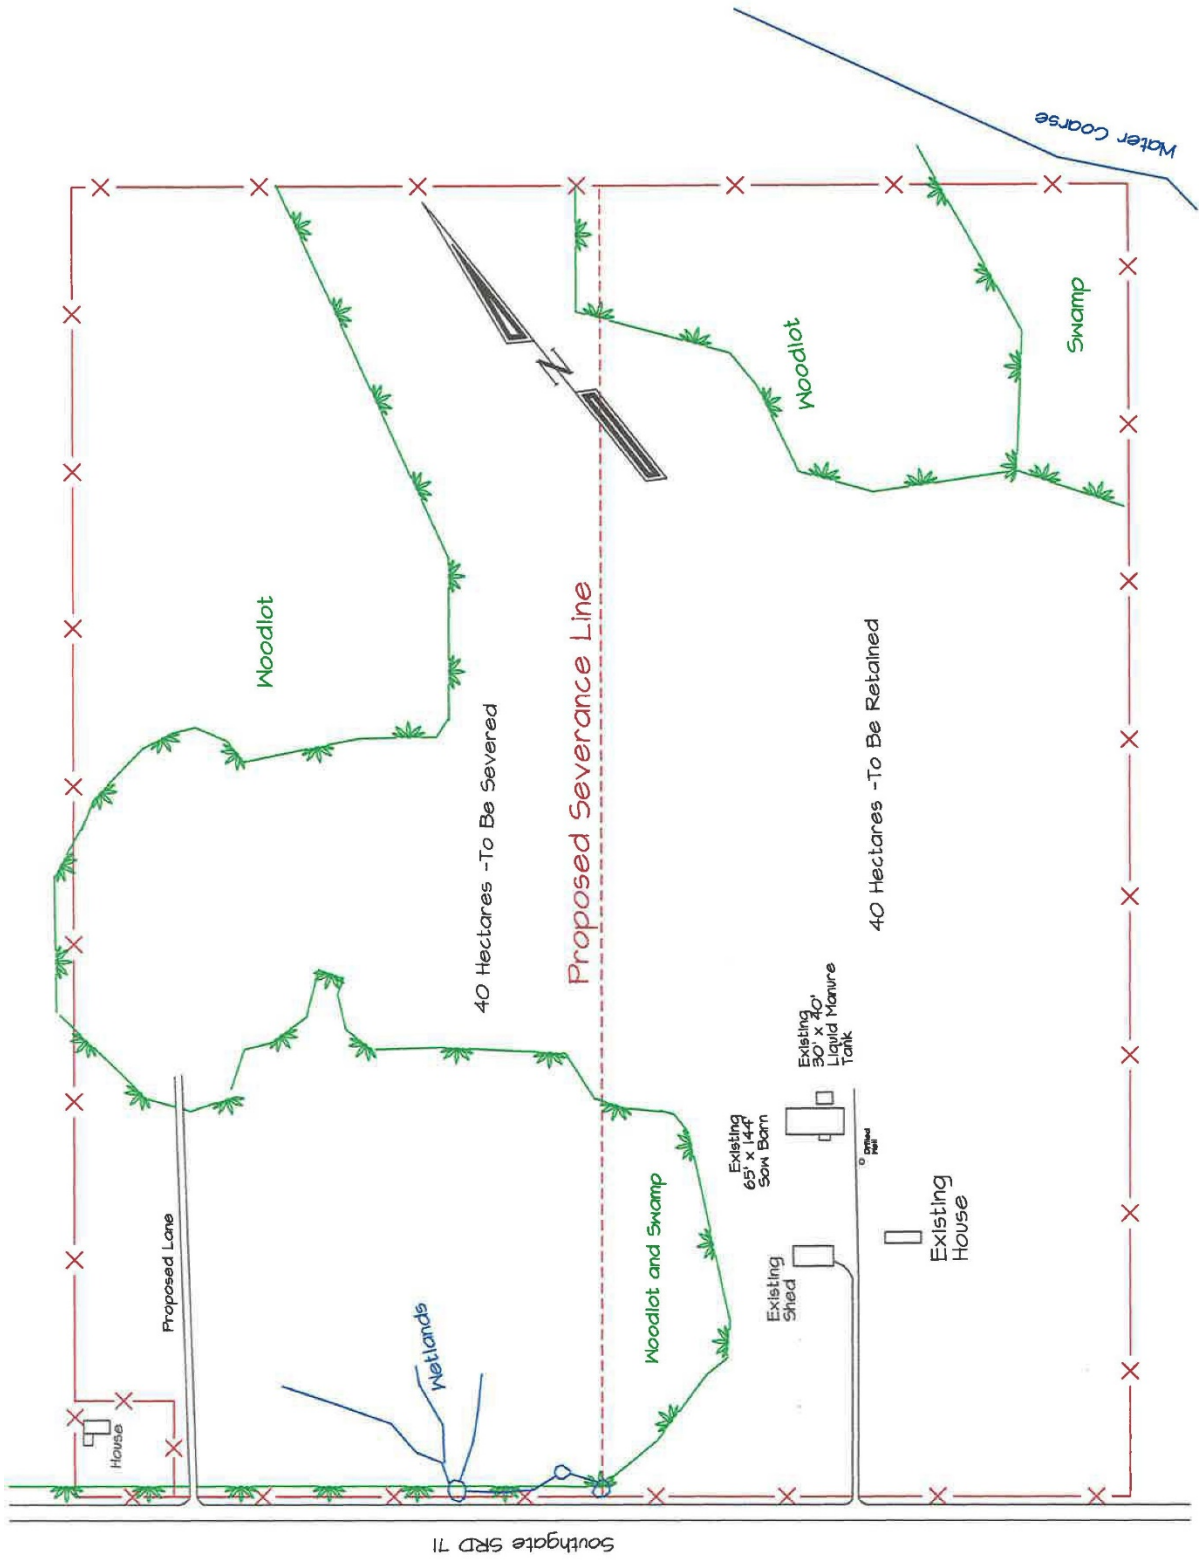 Water Coarse
Swamp
Woodlot
N
Woodlot
Proposed Severance Line
40 Hectares -To Be Severed
40 Hectares -To Be Retained
Existing
30' x 40'
Liquid Manure
Tank
Existing
65' x 144'
Sow Barn
Drilled
Well
Existing
House
Existing
Shed
Woodlot and Swamp
Proposed Lane
Wetlands
House
Southgate SRD 71